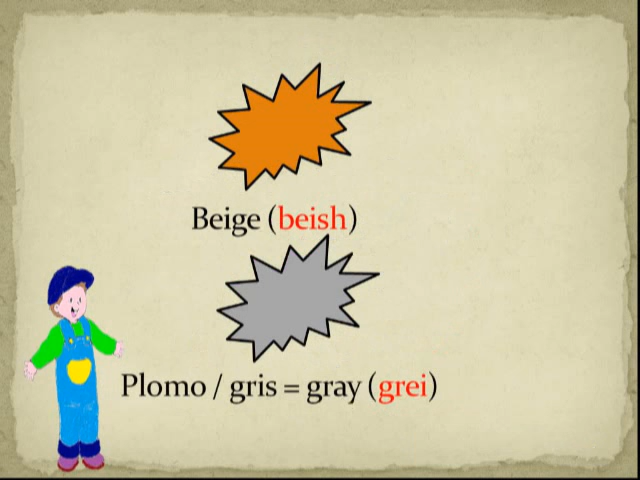 Beige (beish)
Plomo / gris = gray (grei)